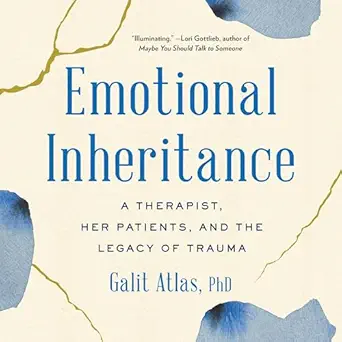 "Illuminating." —Lori Gottlieb, author of
Maybe You Should Talk to Someone
Emotional
Inheritance
A THERAPIST,
HER PATIENTS, AND THE
LEGACY OF TRAUMA
Galit Atlas, PhD